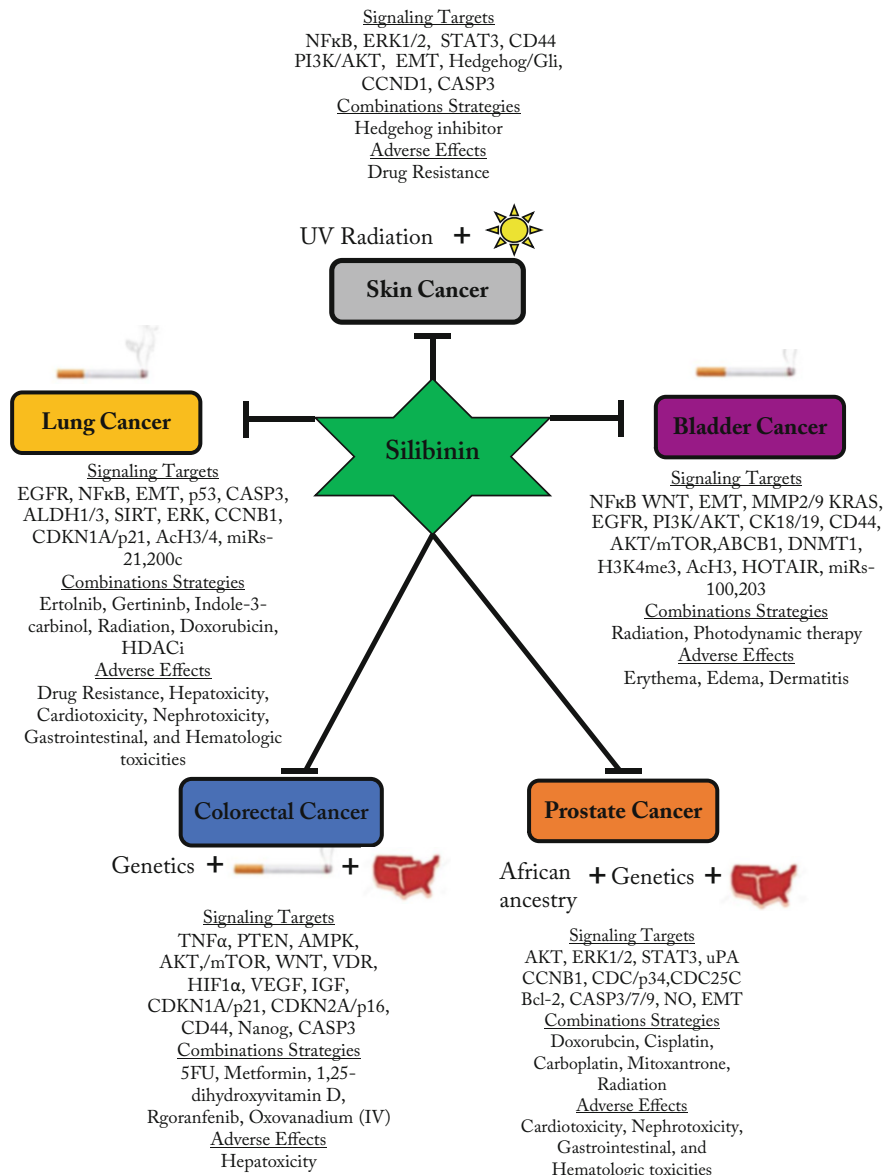 Signaling Targets
NFκB, ERK1/2, STAT3, CD44
PI3K/AKT, EMT, Hedgehog/Gli,
CCND1, CASP3
Combinations Strategies
Hedgehog inhibitor
Adverse Effects
Drug Resistance
UV Radiation +
Skin Cancer
Lung Cancer
Signaling Targets
EGFR, NFκB, EMT, p53, CASP3,
ALDH1/3, SIRT, ERK, CCNB1,
CDKN1A/p21, AcH3/4, miRs-
21,200c
Combinations Strategies
Ertolnib, Gertininb, Indole-3-
carbinol, Radiation, Doxorubicin,
HDACi
Adverse Effects
Drug Resistance, Hepatoxicity,
Cardiotoxicity, Nephrotoxicity,
Gastrointestinal, and Hematologic
toxicities
Silibinin
Bladder Cancer
Signaling Targets
NFκB WNT, EMT, MMP2/9 KRAS,
EGFR, PI3K/AKT, CK18/19, CD44,
AKT/mTOR,ABCB1, DNMT1,
H3K4me3, AcH3, HOTAIR, miRs-
100,203
Combinations Strategies
Radiation, Photodynamic therapy
Adverse Effects
Erythema, Edema, Dermatitis
Colorectal Cancer
Genetics + +
Signaling Targets
TNFα, PTEN, AMPK,
AKT,/mTOR, WNT, VDR,
HIF1α, VEGF, IGF,
CDKN1A/p21, CDKN2A/p16,
CD44, Nanog, CASP3
Combinations Strategies
5FU, Metformin, 1,25-
dihydroxyvitamin D,
Rgoranfenib, Oxovanadium (IV)
Adverse Effects
Hepatoxicity
Prostate Cancer
African
ancestry + Genetics +
Signaling Targets
AKT, ERK1/2, STAT3, uPA
CCNB1, CDC/p34,CDC25C
Bcl-2, CASP3/7/9, NO, EMT
Combinations Strategies
Doxorubcin, Cisplatin,
Carboplatin, Mitoxantrone,
Radiation
Adverse Effects
Cardiotoxicity, Nephrotoxicity,
Gastrointestinal, and
Hematologic toxicities